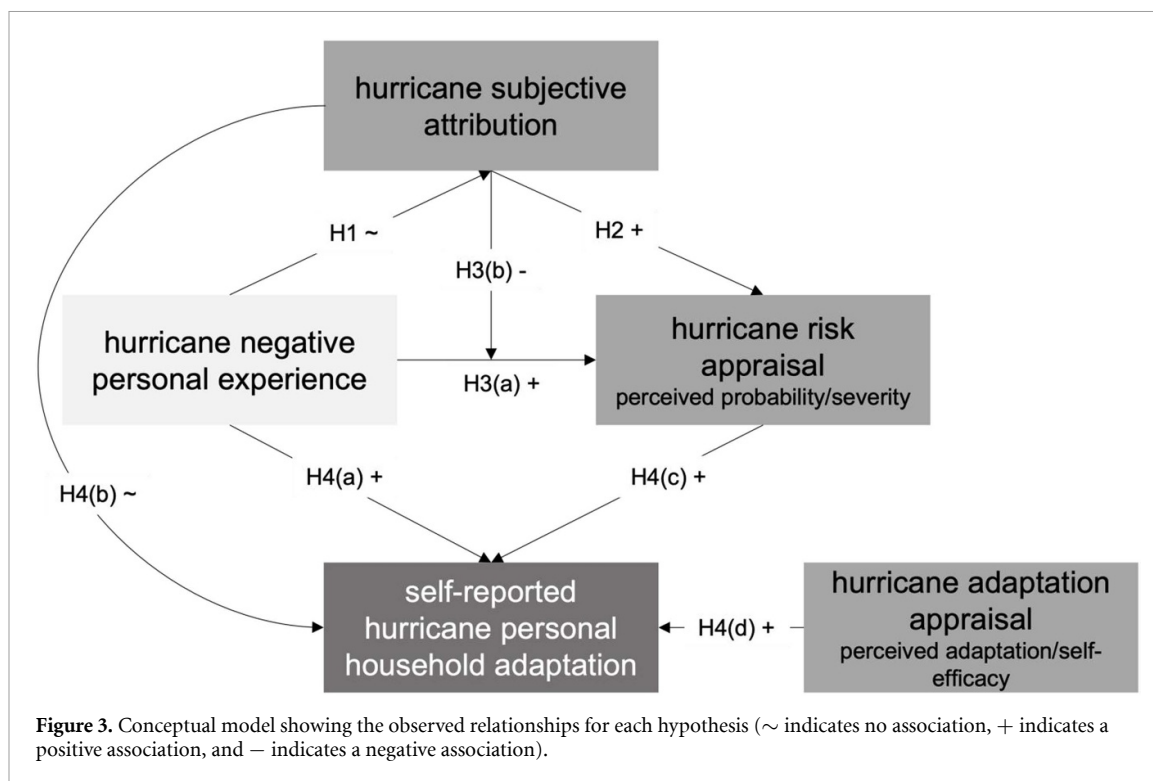 hurricane subjective
attribution
H1 ~
H2 +
H3(b) -
hurricane negative
personal experience
H3(a) +
hurricane risk
appraisal
perceived probability/severity
H4(b) ~
H4(a) +
H4(c) +
self-reported
hurricane personal
household adaptation
H4(d) +
hurricane adaptation
appraisal
perceived adaptation/self-
efficacy
Figure 3. Conceptual model showing the observed relationships for each hypothesis (∼ indicates no association, + indicates a
positive association, and − indicates a negative association).